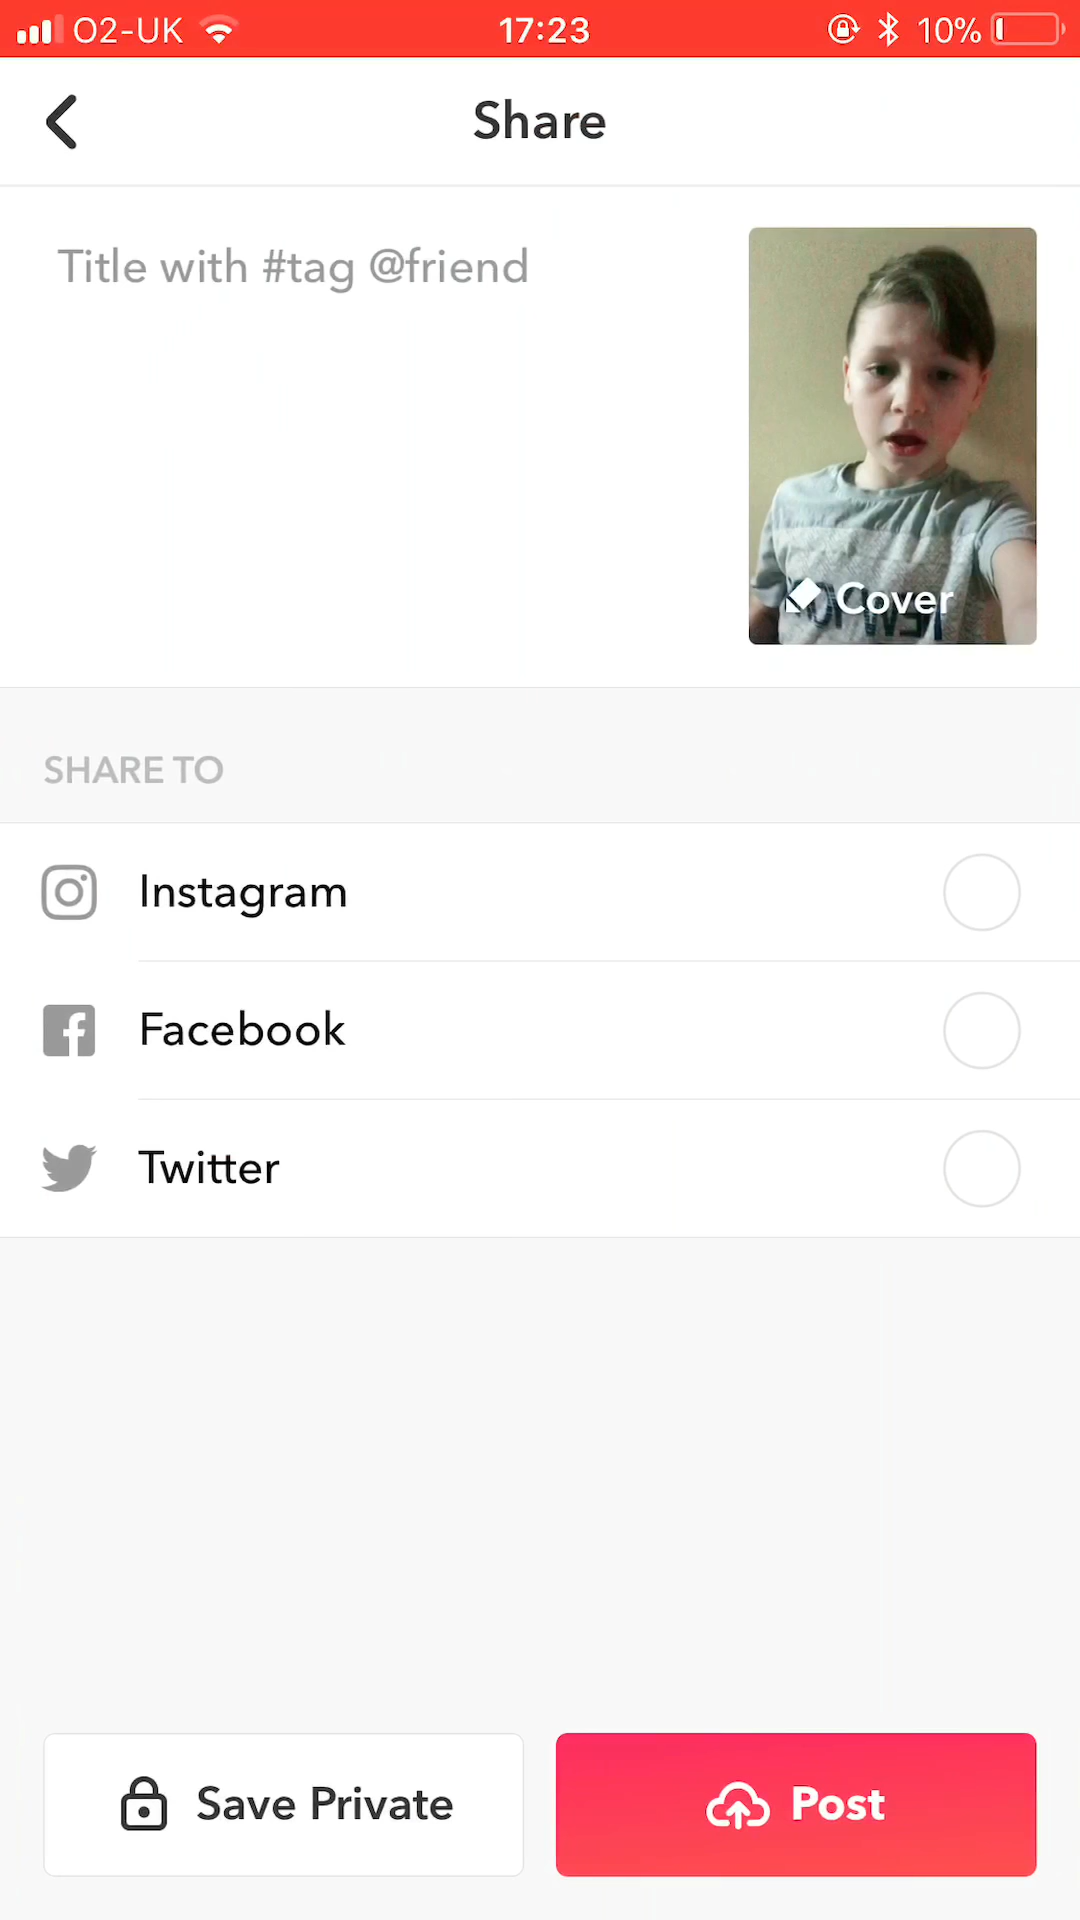 O2-UK 17:23 10%
Share
Title with #tag @friend
Cover
SHARE TO
Instagram
Facebook
Twitter
Save Private
Post